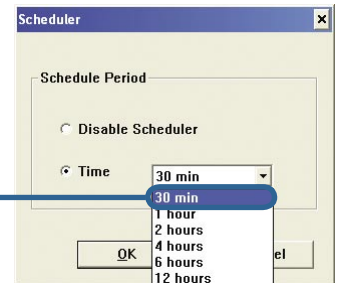 Scheduler
Schedule Period
Disable Scheduler
Time
30 min
30 min
1 hour
2 hours
4 hours
6 hours
12 hours
OK
el